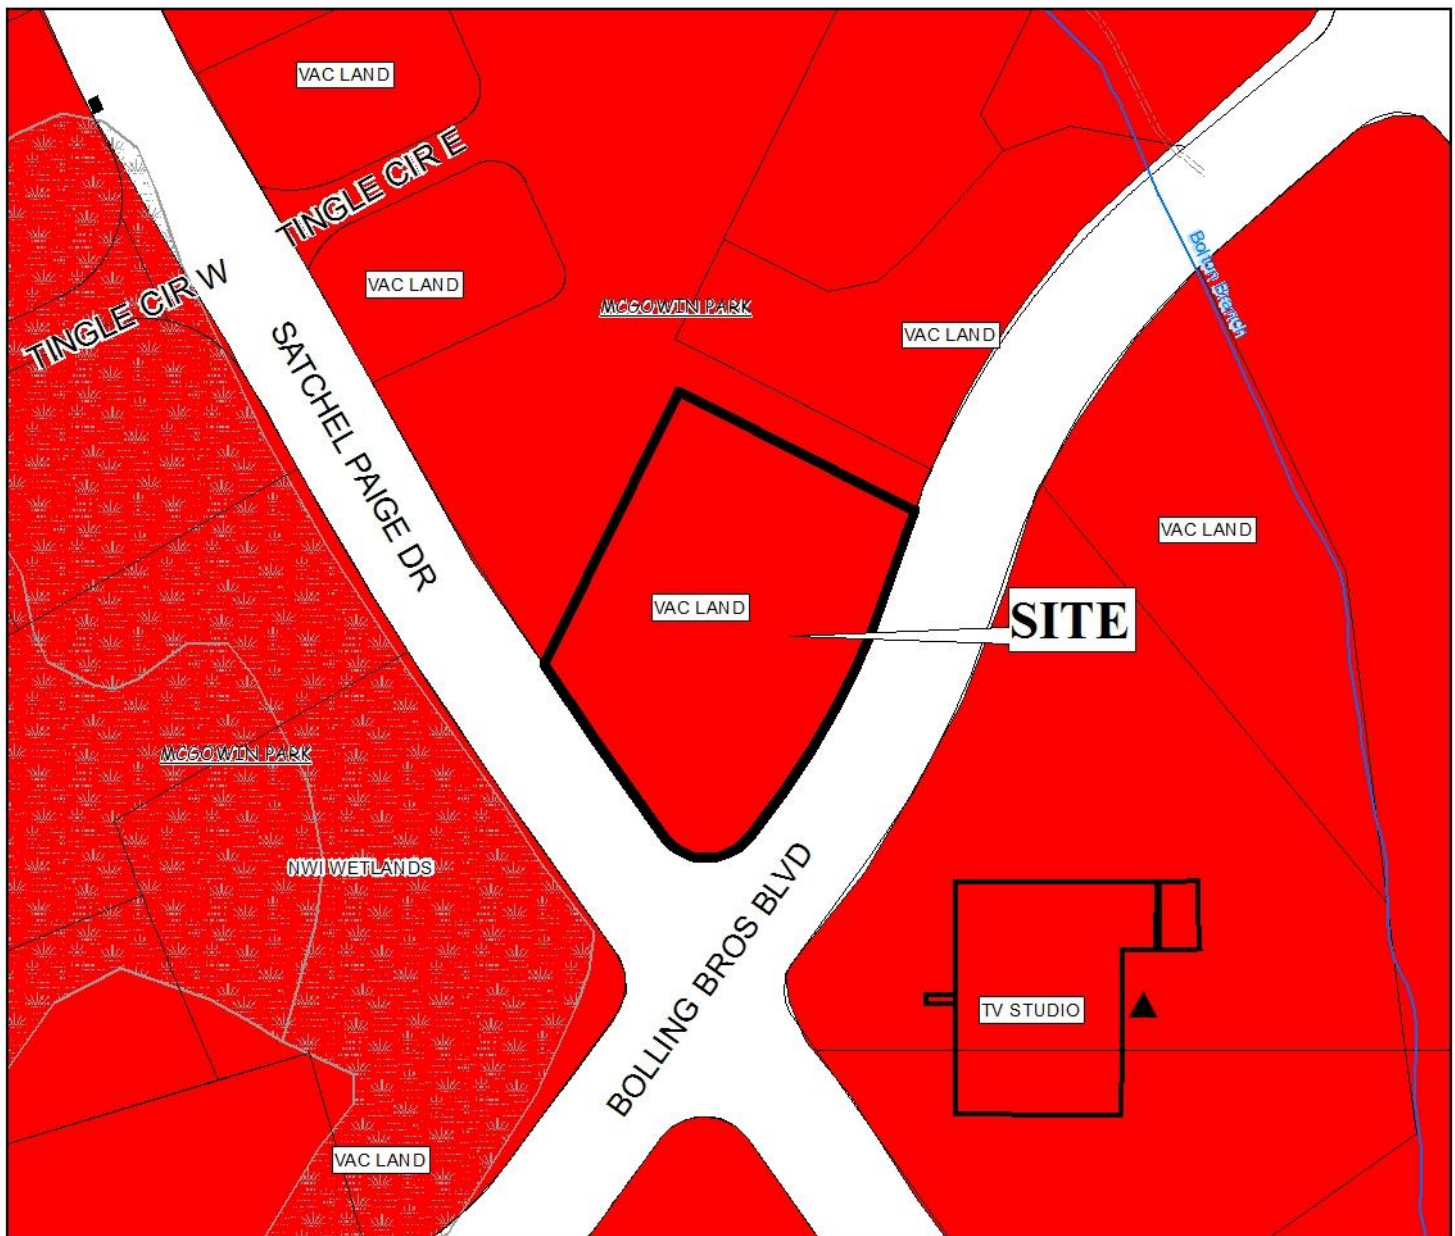 VAC LAND
TINGLE CIR E
TINGLE CIR W
VAC LAND
Bolton Branch
MCGOWIN PARK
VAC LAND
SATCHEL PAIGE DR
VAC LAND
VAC LAND
SITE
MCGOWIN PARK
NWI WETLANDS
BOLLING BROS BLVD
TV STUDIO
VAC LAND